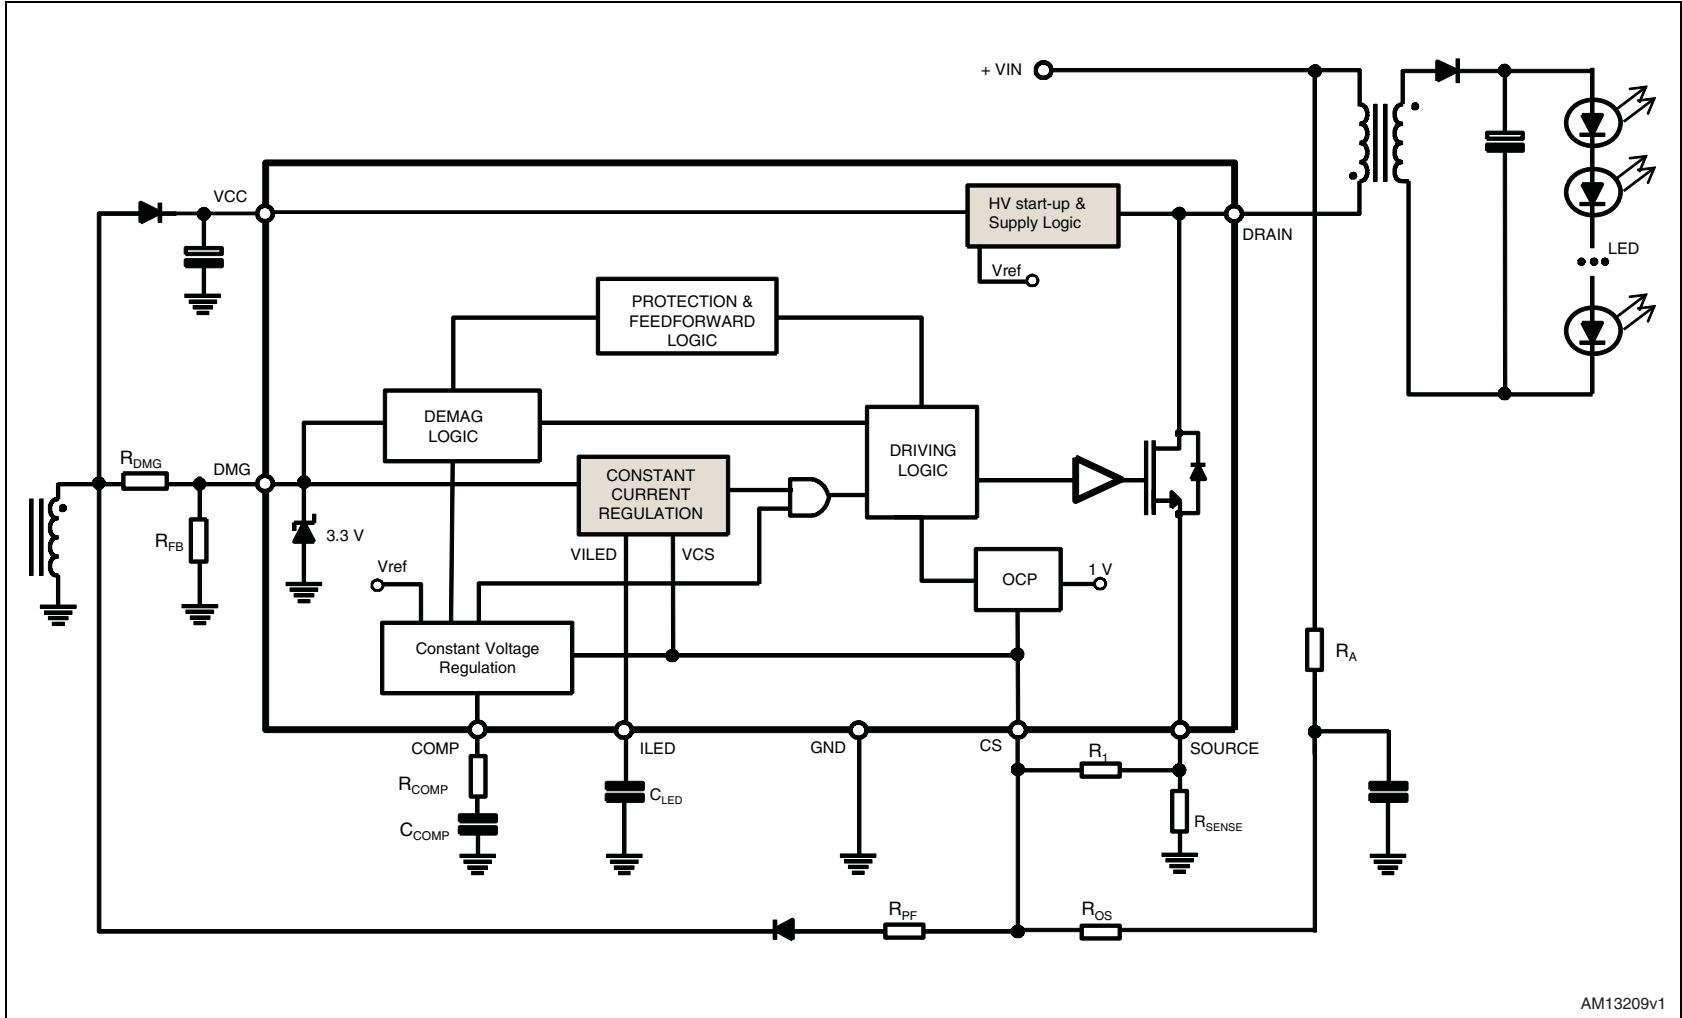 + VIN
VCC
HV start-up &
Supply Logic
DRAIN
LED
Vref
PROTECTION &
FEEDFORWARD
LOGIC
DEMAG
LOGIC
DRIVING
LOGIC
RDMG
DMG
CONSTANT
CURRENT
REGULATION
RFB
3.3 V
VILED
VCS
Vref
OCP
1 V
Constant Voltage
Regulation
RA
COMP
ILED
GND
CS
SOURCE
R1
RCOMP
CLED
RSENSE
CCOMP
RPF
ROS
AM13209v1